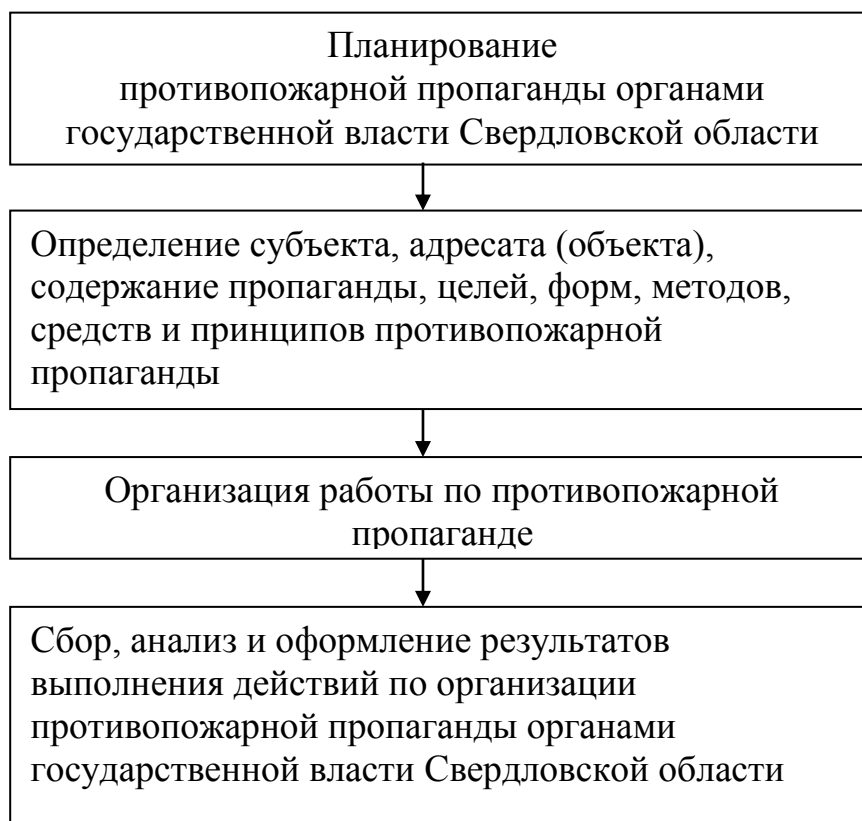 Планирование
противопожарной пропаганды органами
государственной власти Свердловской области
Определение субъекта, адресата (объекта),
содержание пропаганды, целей, форм, методов,
средств и принципов противопожарной
пропаганды
Организация работы по противопожарной
пропаганде
Сбор, анализ и оформление результатов
выполнения действий по организации
противопожарной пропаганды органами
государственной власти Свердловской области